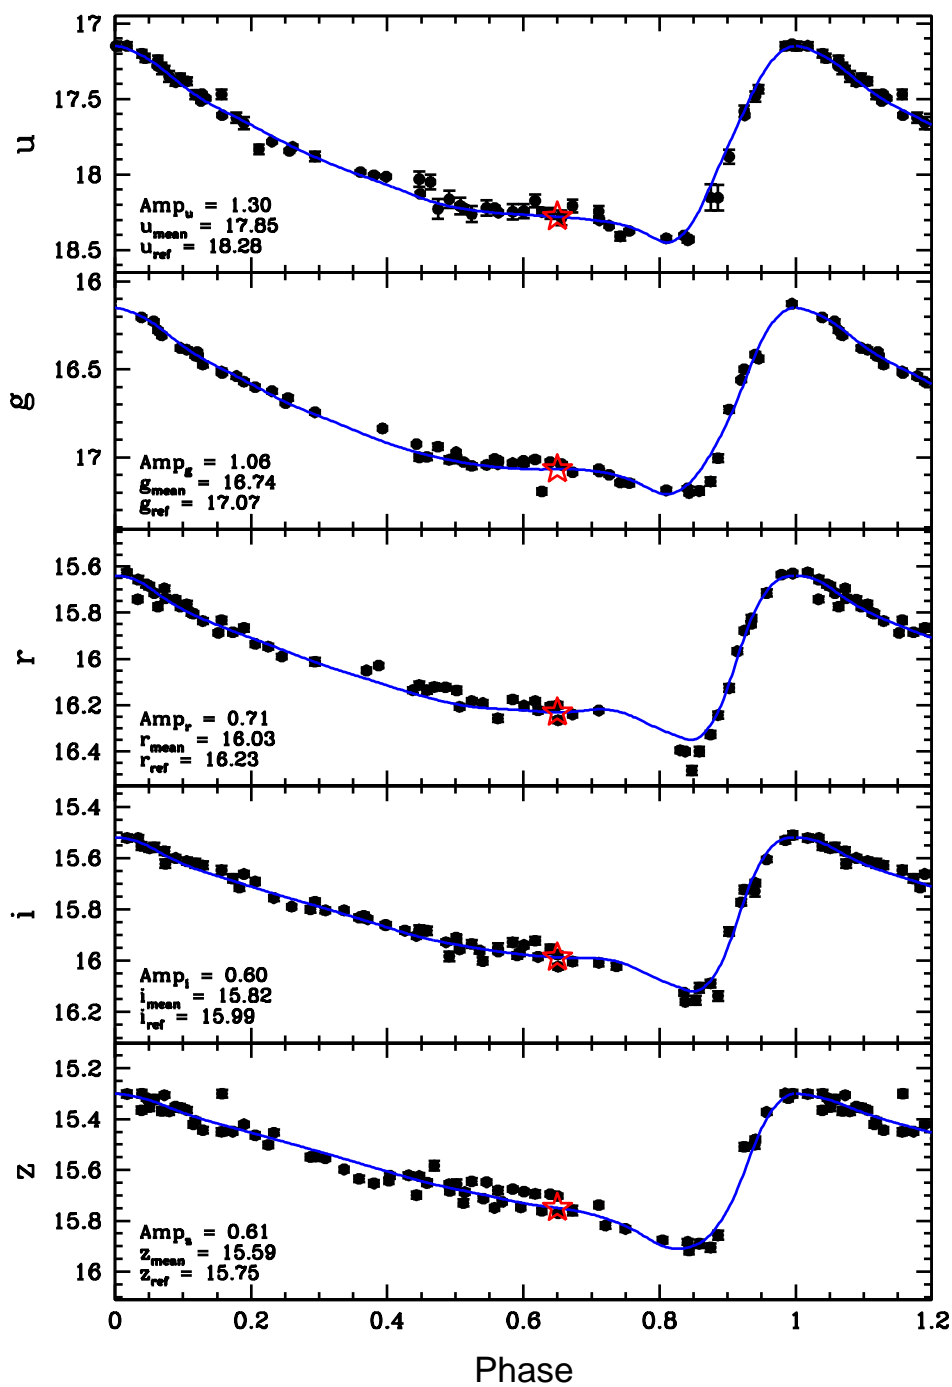 17
17.5
18
18.5
u
Amp_u = 1.30
u_mean = 17.85
u_ref = 18.28
16
16.5
17
g
Amp_g = 1.06
g_mean = 16.74
g_ref = 17.07
15.6
15.8
16
16.2
16.4
r
Amp_r = 0.71
r_mean = 16.03
r_ref = 16.23
15.4
15.6
15.8
16
16.2
i
Amp_i = 0.60
i_mean = 15.82
i_ref = 15.99
15.2
15.4
15.6
15.8
16
z
Amp_z = 0.61
z_mean = 15.59
z_ref = 15.75
0 0.2 0.4 0.6 0.8 1 1.2
Phase